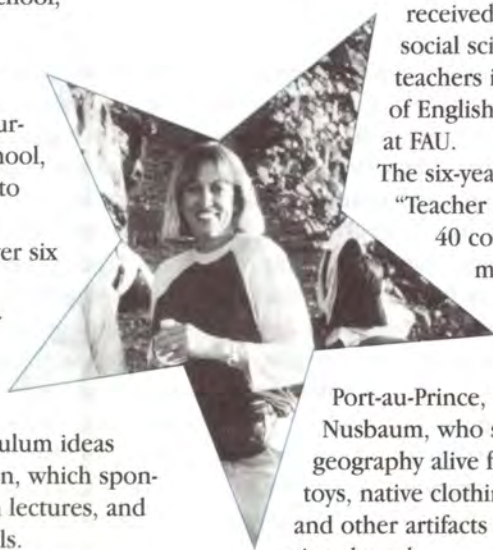 ur-
hool,
to
er six
ulum ideas
n, which spon-
lectures, and
ls.
received
social sci
teachers i
of English
at FAU.
The six-yea
"Teacher
40 co
m
Port-au-Prince,
Nusbaum, who s
geography alive f
toys, native clothin
and other artifacts